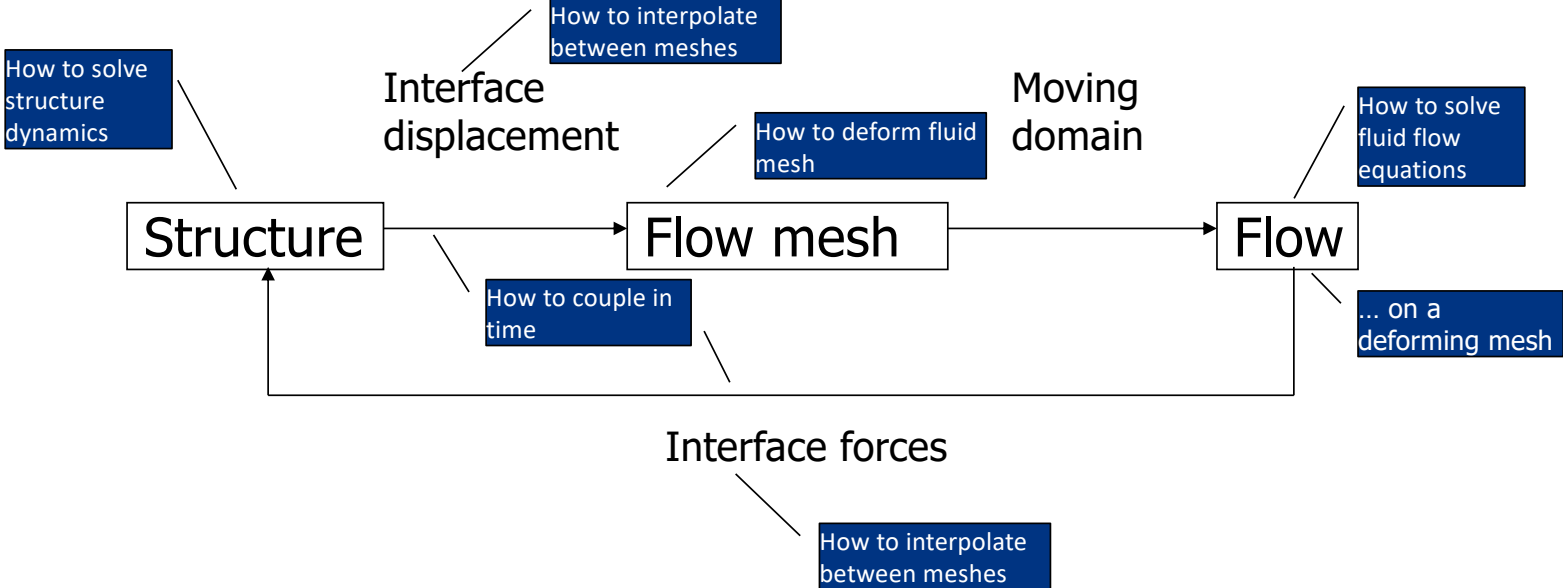 How to interpolate
between meshes
How to solve
structure
dynamics
Interface
displacement
Moving
domain
How to deform fluid
mesh
How to solve
fluid flow
equations
Structure
Flow mesh
Flow
How to couple in
time
... on a
deforming mesh
Interface forces
How to interpolate
between meshes